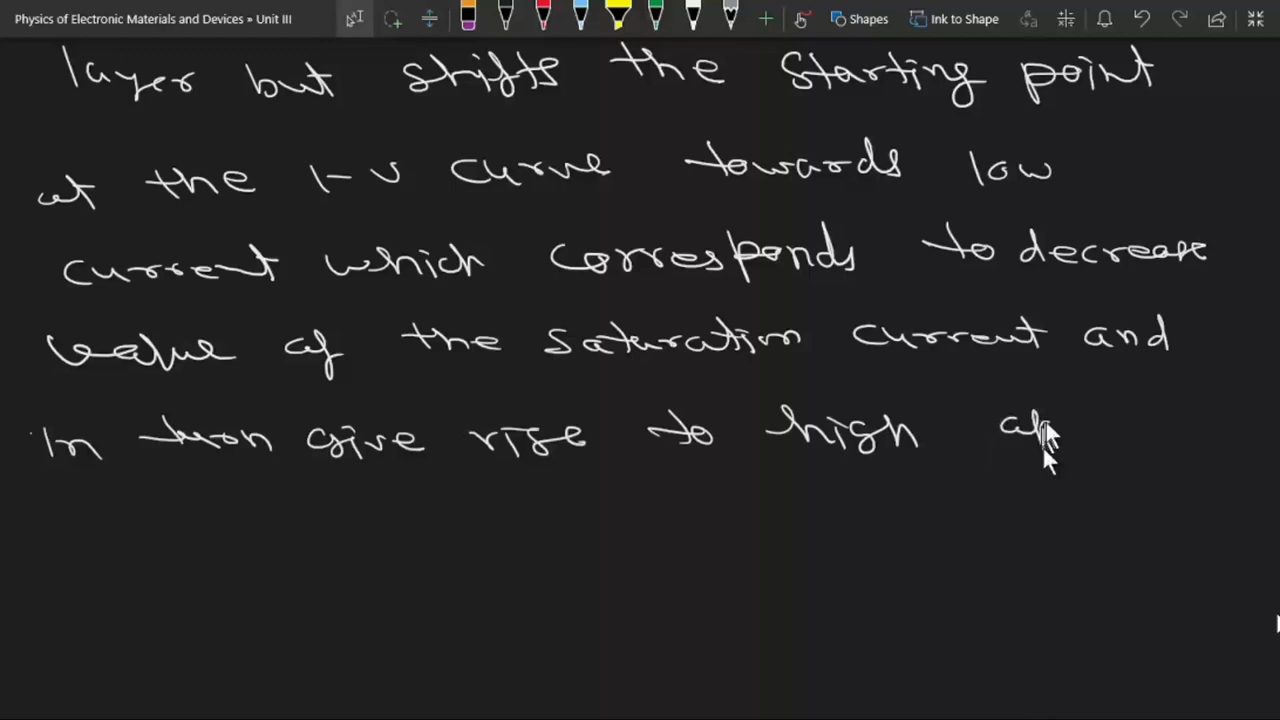 Physics of Electronic Materials and Devices » Unit III
Shapes
Ink to Shape
layer but shifts the starting point
at the I-V curve towards low
current which corresponds to decrease
value of the saturation current and
In turn give rise to high